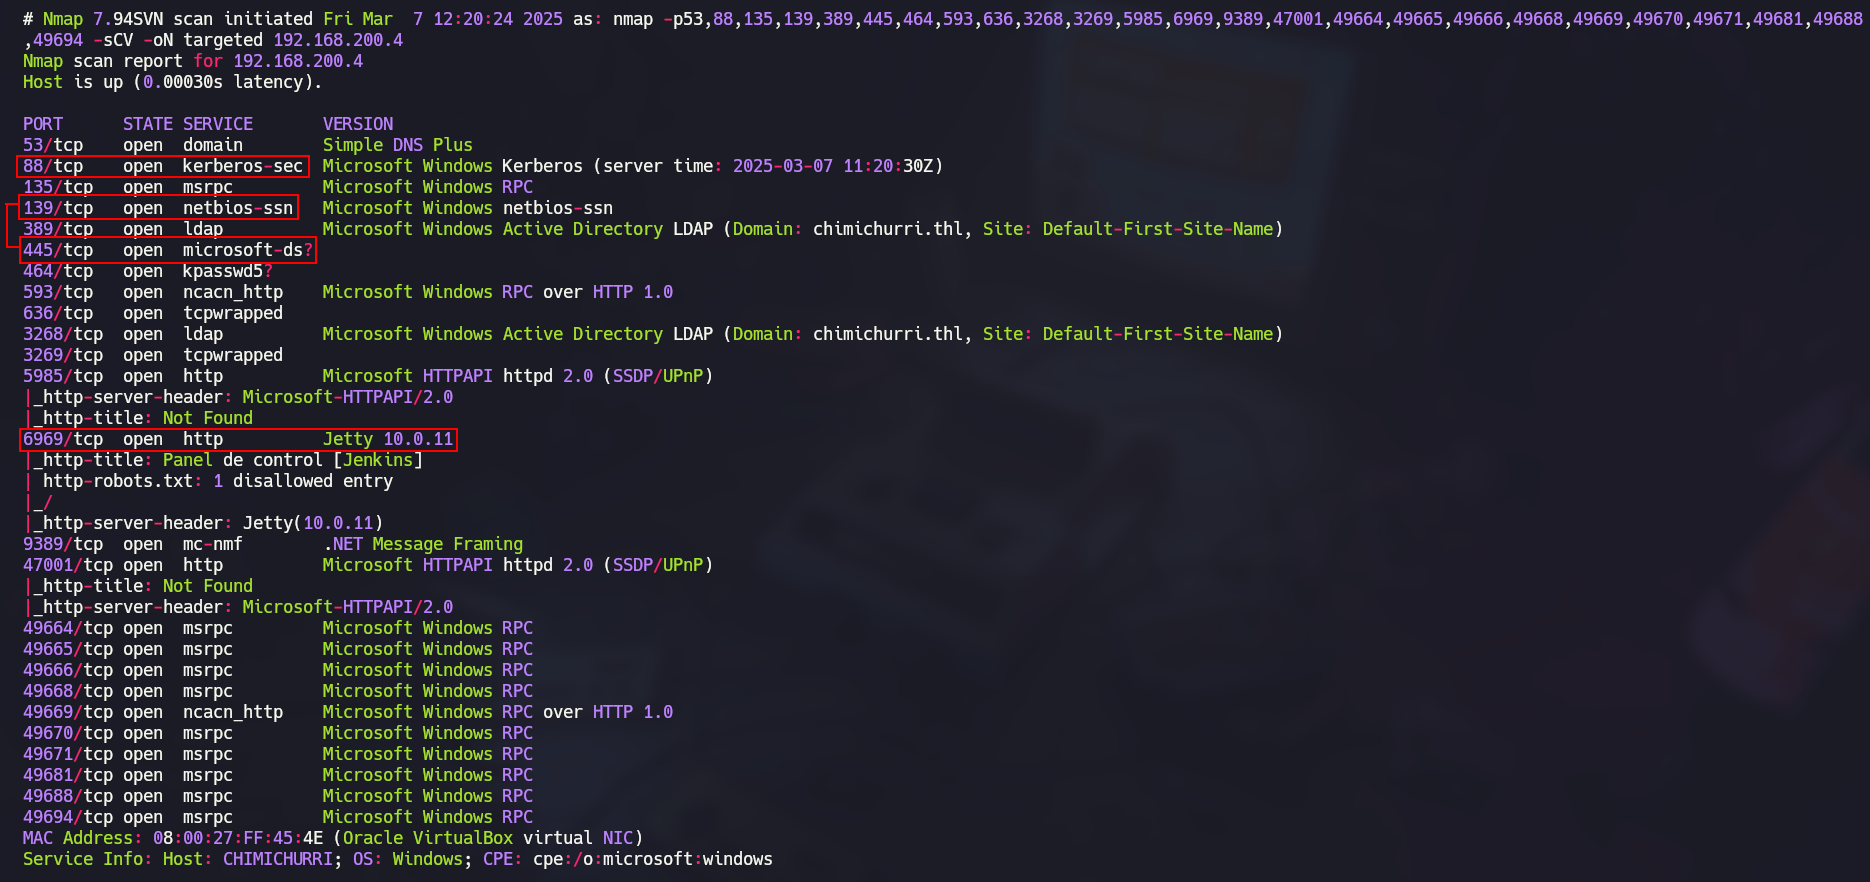 # Nmap 7.94SVN scan initiated Fri Mar  7 12:20:24 2025 as: nmap -p53,88,135,139,389,445,464,593,636,3268,3269,5985,6969,9389,47001,49664,49665,49666,49668,49669,49670,49671,49681,49688
,49694 -sCV -oN targeted 192.168.200.4
Nmap scan report for 192.168.200.4
Host is up (0.00030s latency).
PORT      STATE SERVICE       VERSION
53/tcp    open  domain        Simple DNS Plus
88/tcp    open  kerberos-sec  Microsoft Windows Kerberos (server time: 2025-03-07 11:20:30Z)
135/tcp   open  msrpc         Microsoft Windows RPC
139/tcp   open  netbios-ssn   Microsoft Windows netbios-ssn
389/tcp   open  ldap          Microsoft Windows Active Directory LDAP (Domain: chimichurri.thl, Site: Default-First-Site-Name)
445/tcp   open  microsoft-ds?
464/tcp   open  kpasswd5?
593/tcp   open  ncacn_http    Microsoft Windows RPC over HTTP 1.0
636/tcp   open  tcpwrapped
3268/tcp  open  ldap          Microsoft Windows Active Directory LDAP (Domain: chimichurri.thl, Site: Default-First-Site-Name)
3269/tcp  open  tcpwrapped
5985/tcp  open  http          Microsoft HTTPAPI httpd 2.0 (SSDP/UPnP)
|_http-server-header: Microsoft-HTTPAPI/2.0
|_http-title: Not Found
6969/tcp  open  http          Jetty 10.0.11
|_http-title: Panel de control [Jenkins]
| http-robots.txt: 1 disallowed entry
|_/
|_http-server-header: Jetty(10.0.11)
9389/tcp  open  mc-nmf        .NET Message Framing
47001/tcp open  http          Microsoft HTTPAPI httpd 2.0 (SSDP/UPnP)
|_http-title: Not Found
|_http-server-header: Microsoft-HTTPAPI/2.0
49664/tcp open  msrpc         Microsoft Windows RPC
49665/tcp open  msrpc         Microsoft Windows RPC
49666/tcp open  msrpc         Microsoft Windows RPC
49668/tcp open  msrpc         Microsoft Windows RPC
49669/tcp open  ncacn_http    Microsoft Windows RPC over HTTP 1.0
49670/tcp open  msrpc         Microsoft Windows RPC
49671/tcp open  msrpc         Microsoft Windows RPC
49681/tcp open  msrpc         Microsoft Windows RPC
49688/tcp open  msrpc         Microsoft Windows RPC
49694/tcp open  msrpc         Microsoft Windows RPC
MAC Address: 08:00:27:FF:45:4E (Oracle VirtualBox virtual NIC)
Service Info: Host: CHIMICHURRI; OS: Windows; CPE: cpe:/o:microsoft:windows